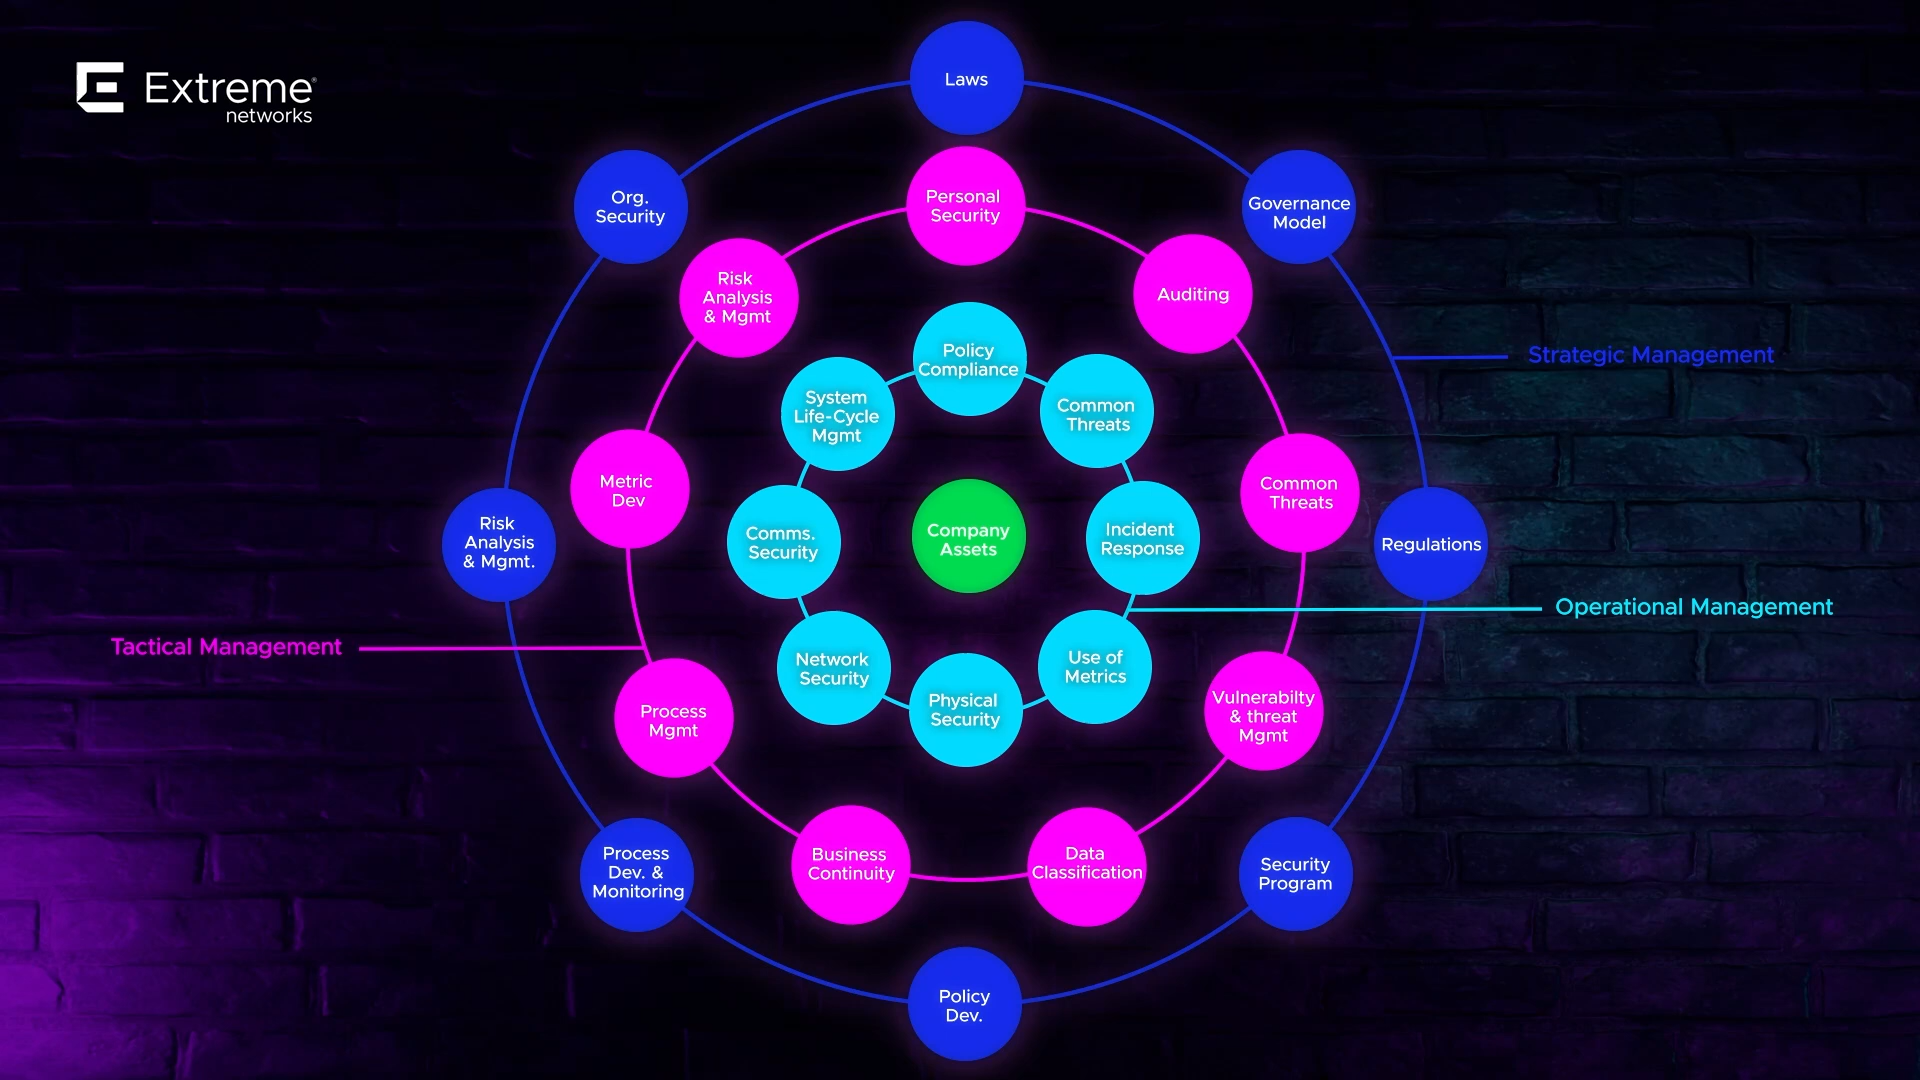 Extreme
networks
Laws
Org.
Security
Governance
Model
Personal
Security
Risk
Analysis
& Mgmt
Auditing
Policy
Compliance
Strategic Management
System
Life-Cycle
Mgmt
Common
Threats
Metric
Dev
Common
Threats
Risk
Analysis
& Mgmt.
Comms.
Security
Company
Assets
Incident
Response
Regulations
Operational Management
Tactical Management
Network
Security
Use of
Metrics
Physical
Security
Process
Mgmt
Vulnerabilty
& threat
Mgmt
Process
Dev. &
Monitoring
Business
Continuity
Data
Classification
Security
Program
Policy
Dev.